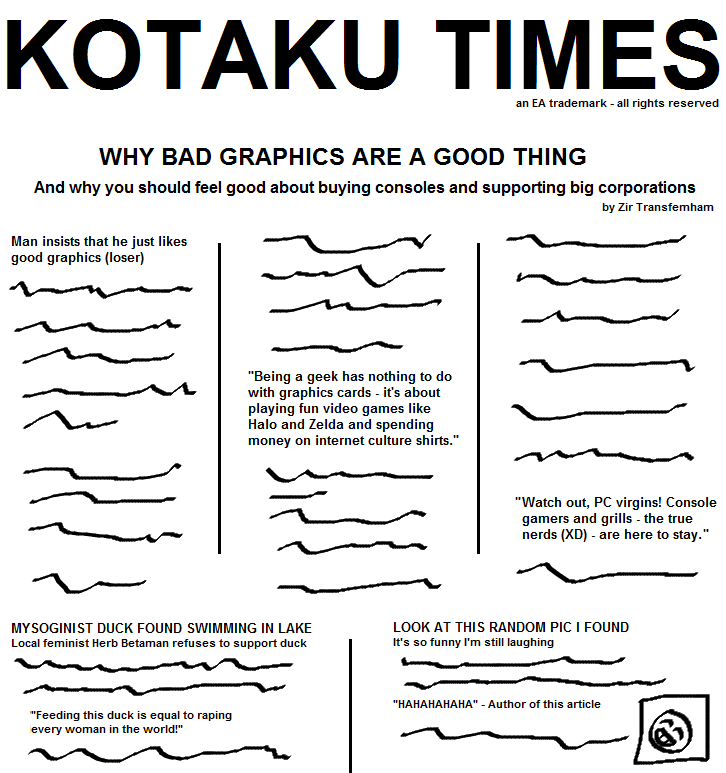 KOTAKU TIMES
an EA trademark - all rights reserved
WHY BAD GRAPHICS ARE A GOOD THING
And why you should feel good about buying consoles and supporting big corporations
by Zir Transfemham
Man insists that he just likes
good graphics (loser)
"Being a geek has nothing to do
with graphics cards - it's about
playing fun video games like
Halo and Zelda and spending
money on internet culture shirts."
"Watch out, PC virgins! Console
gamers and grills - the true
nerds (XD) - are here to stay."
MYSOGINIST DUCK FOUND SWIMMING IN LAKE
Local feminist Herb Betaman refuses to support duck
"Feeding this duck is equal to raping
every woman in the world!"
LOOK AT THIS RANDOM PIC I FOUND
It's so funny I'm still laughing
"HAHAHAHAHA" - Author of this article